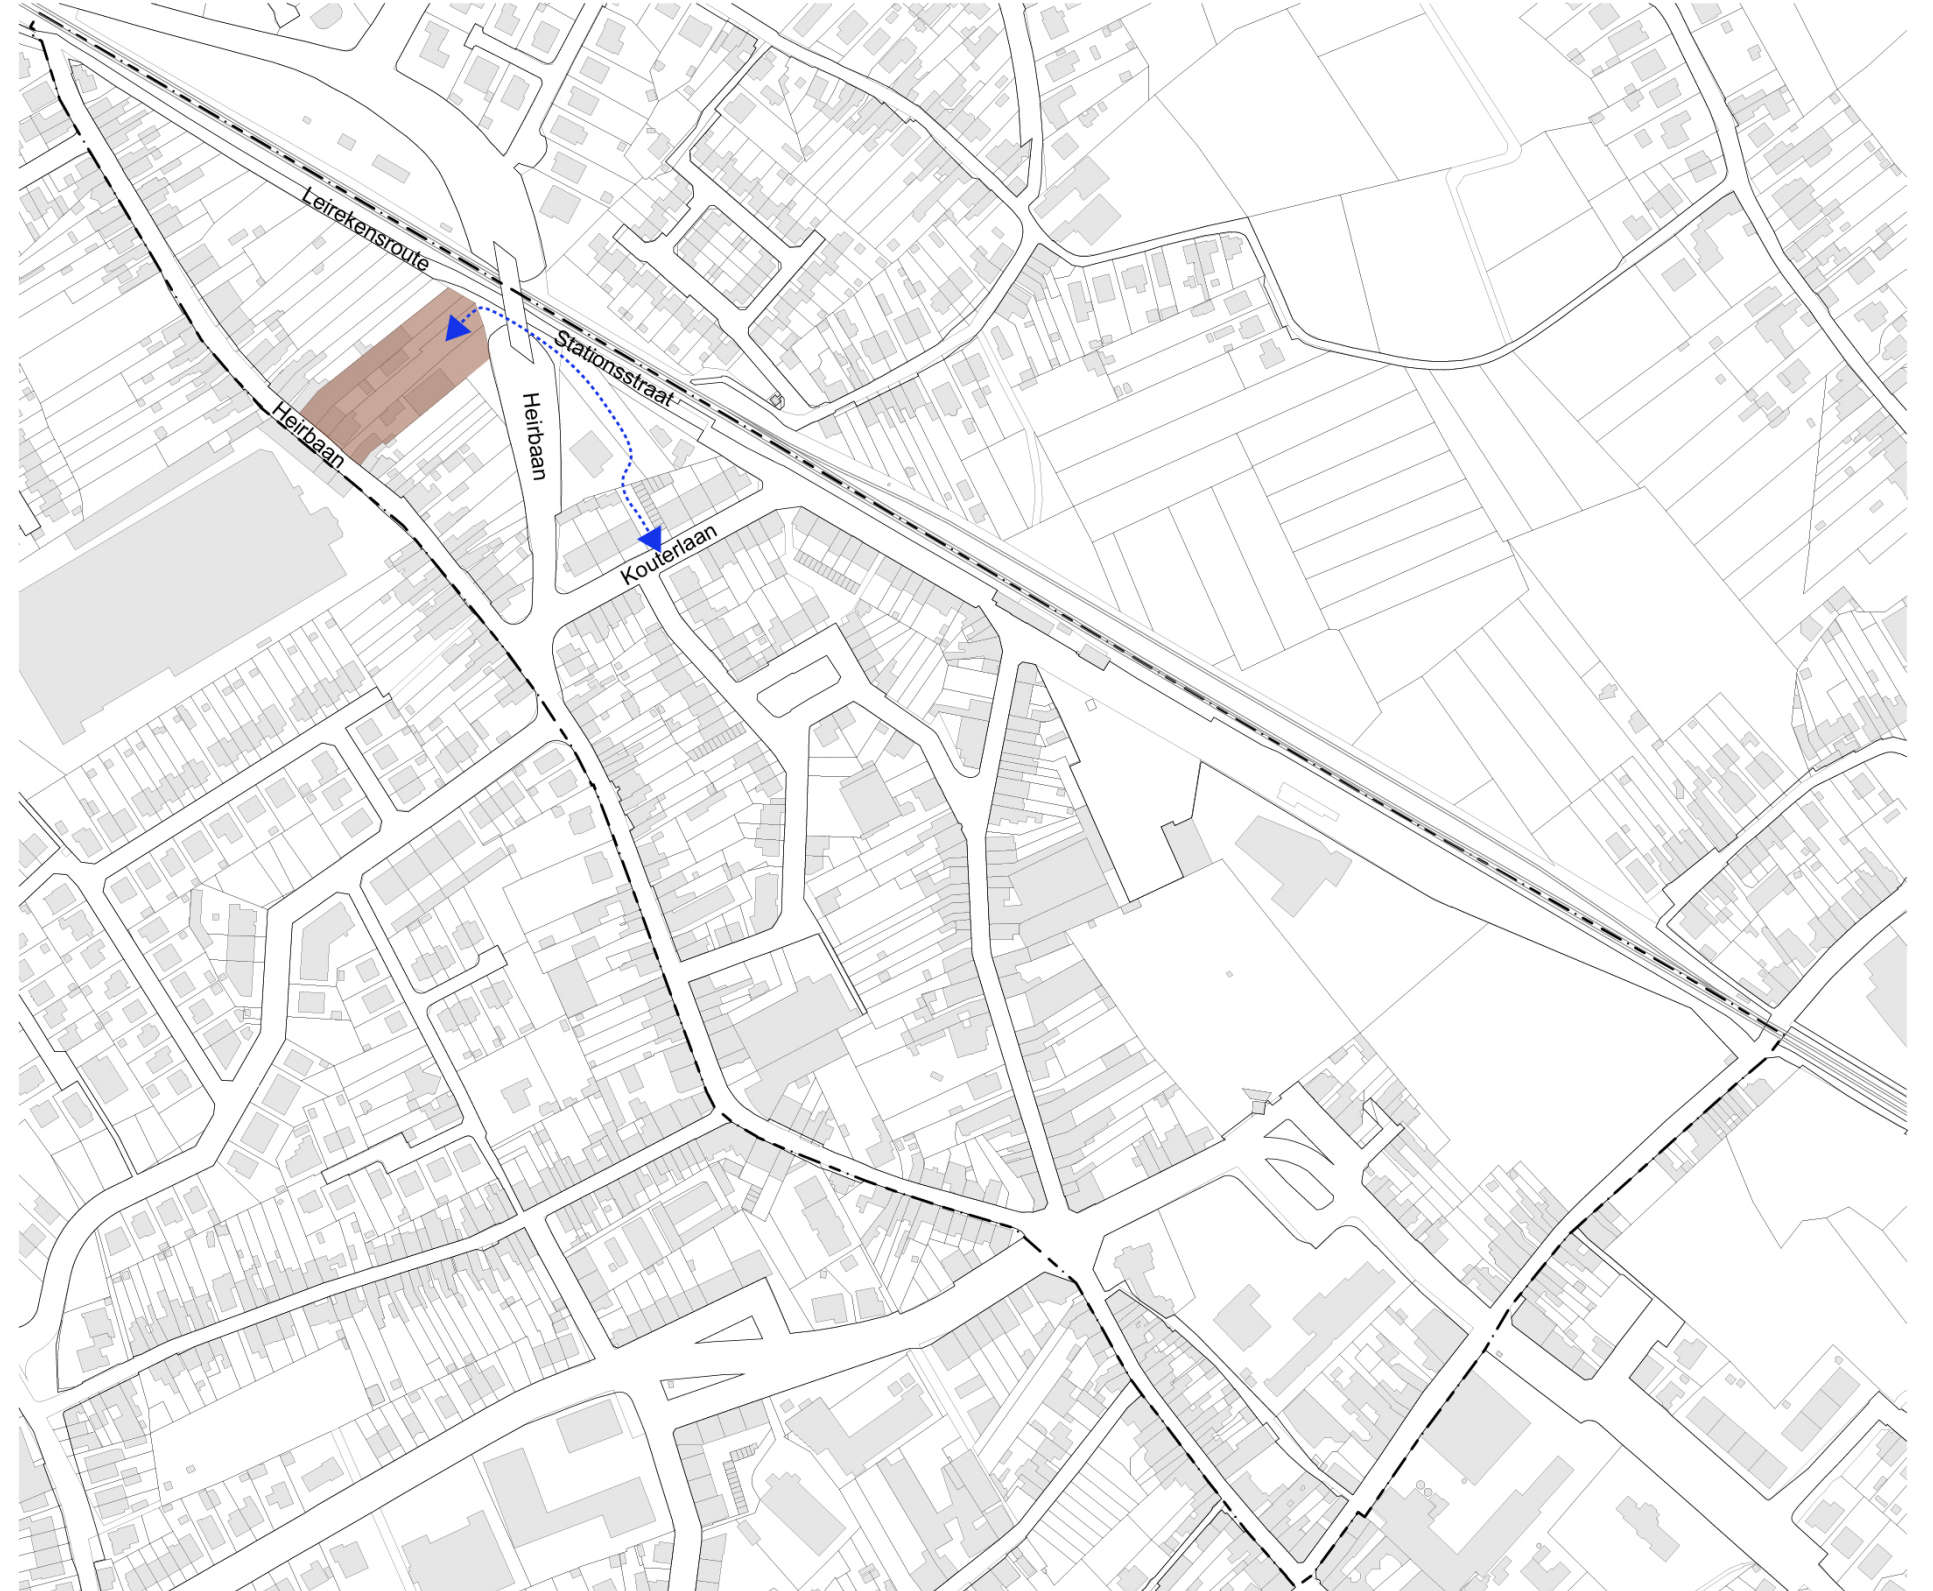 Leirekensroute
Stationsstraat
Heirbaan
Heirbaan
Kouterlaan